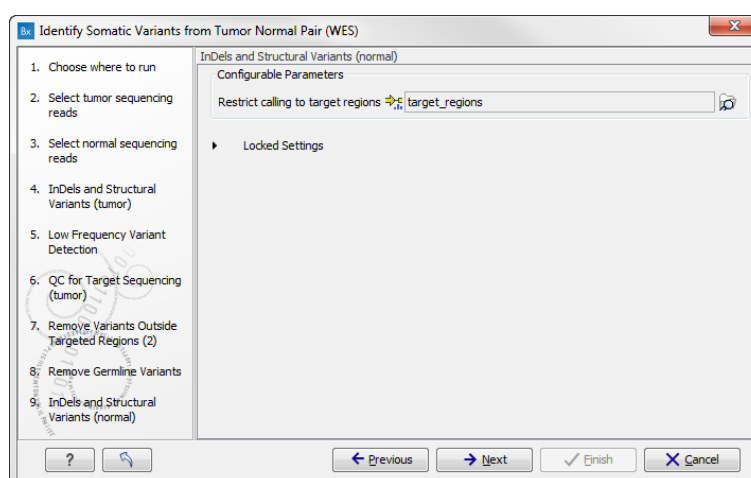 Bx Identify Somatic Variants from Tumor Normal Pair (WES)
1. Choose where to run
2. Select tumor sequencing
reads
3. Select normal sequencing
reads
4. InDels and Structural
Variants (tumor)
5. Low Frequency Variant
Detection
6. QC for Target Sequencing
(tumor)
7. Remove Variants Outside
Targeted Regions (2)
8. Remove Germline Variants
9. InDels and Structural
Variants (normal)
InDels and Structural Variants (normal)
Configurable Parameters
Restrict calling to target regions target_regions
Locked Settings
?
Previous
Next
Finish
Cancel